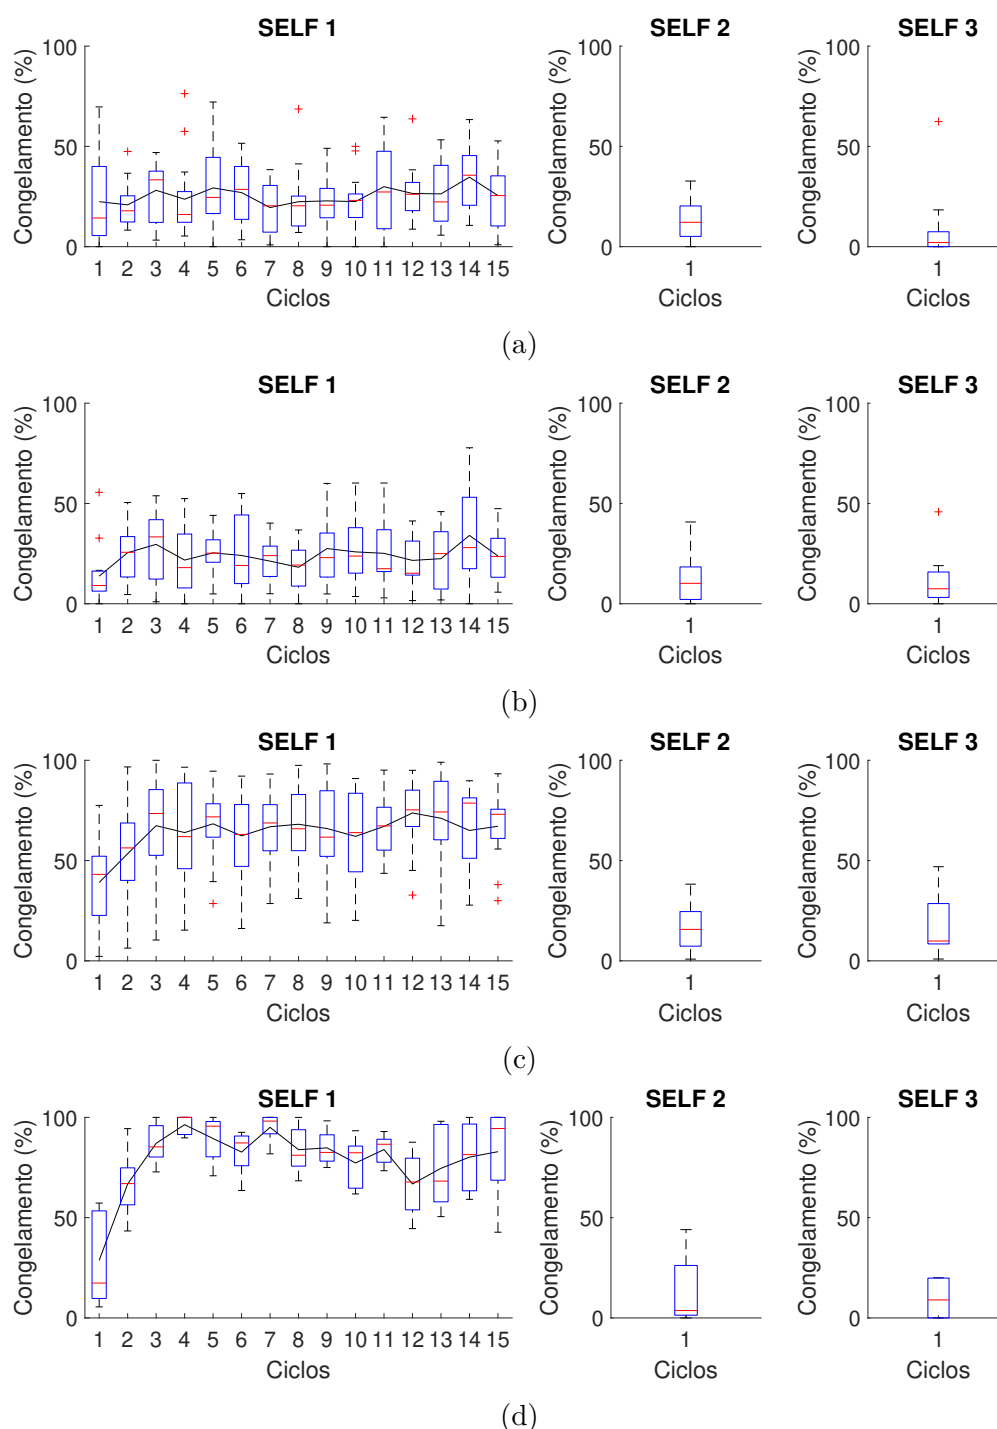 SELF 1 SELF 2 SELF 3
Congelamento (%) Congelamento (%) Congelamento (%)
100 100 100
50 50 50
0 0 0
1 2 3 4 5 6 7 8 9 10 11 12 13 14 15 1 1
Ciclos Ciclos Ciclos
(a)
SELF 1 SELF 2 SELF 3
Congelamento (%) Congelamento (%) Congelamento (%)
100 100 100
50 50 50
0 0 0
1 2 3 4 5 6 7 8 9 10 11 12 13 14 15 1 1
Ciclos Ciclos Ciclos
(b)
SELF 1 SELF 2 SELF 3
Congelamento (%) Congelamento (%) Congelamento (%)
100 100 100
50 50 50
0 0 0
1 2 3 4 5 6 7 8 9 10 11 12 13 14 15 1 1
Ciclos Ciclos Ciclos
(c)
SELF 1 SELF 2 SELF 3
Congelamento (%) Congelamento (%) Congelamento (%)
100 100 100
50 50 50
0 0 0
1 2 3 4 5 6 7 8 9 10 11 12 13 14 15 1 1
Ciclos Ciclos Ciclos
(d)